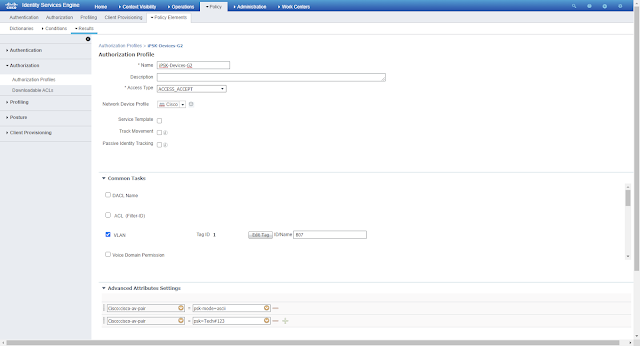 Identity Services Engine Home Context Visibility Operations Policy Administration Work Centers
Authentication Authorization Profiling Client Provisioning Policy Elements
Dictionaries Conditions Results
Authentication
Authorization
Authorization Profiles
Downloadable ACLs
Profiling
Posture
Client Provisioning
Authorization Profiles > iPSK-Devices-G2
Authorization Profile
* Name iPSK-Devices-G2
Description
* Access Type ACCESS_ACCEPT
Network Device Profile Cisco
Service Template
Track Movement
Passive Identity Tracking
Common Tasks
DACL Name
ACL (Filter-ID)
VLAN Tag ID 1 Edit Tag ID/Name 807
Voice Domain Permission
Advanced Attributes Settings
Cisco:cisco-av-pair = psk-mode=ascii
Cisco:cisco-av-pair = psk=Tech#123